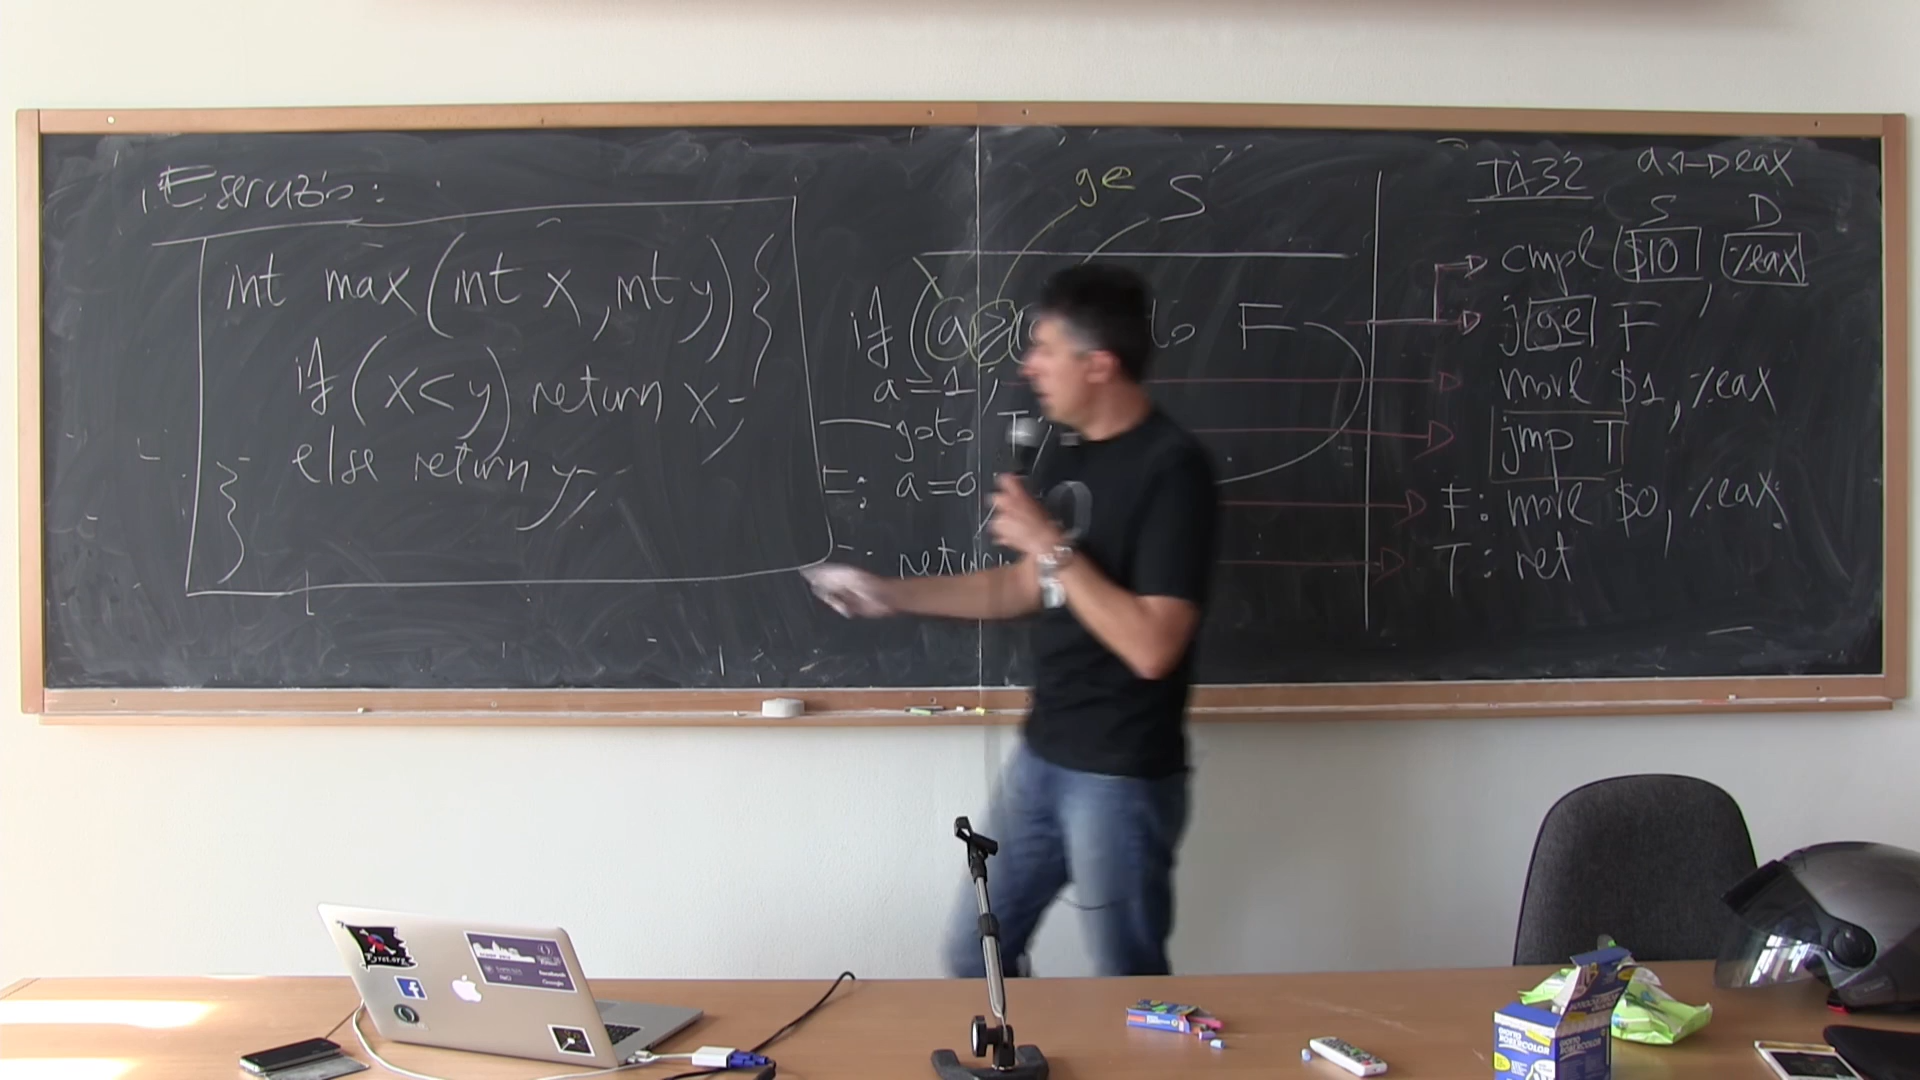 Esercizio:
int max(int x, int y){
if (x<y) return x;
else return y;
}
ge S
if (a
F
a=1;
goto T;
F: a=0
return
IA32 a<->eax
S D
cmpl $10, %eax
jge F
movl $1, %eax
jmp T
F: movl $0, %eax
T: ret